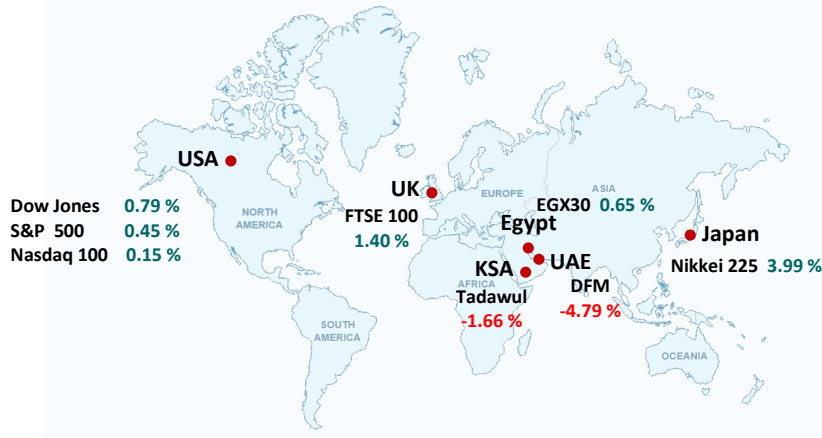 USA
Dow Jones 0.79 %
S&P 500 0.45 %
Nasdaq 100 0.15 %
NORTH
AMERICA
SOUTH
AMERICA
UK
FTSE 100
1.40 %
EUROPE
ASIA
EGX30 0.65 %
Egypt
KSA
AFRICA
Tadawul
-1.66 %
UAE
DFM
-4.79 %
Japan
Nikkei 225 3.99 %
OCEANIA